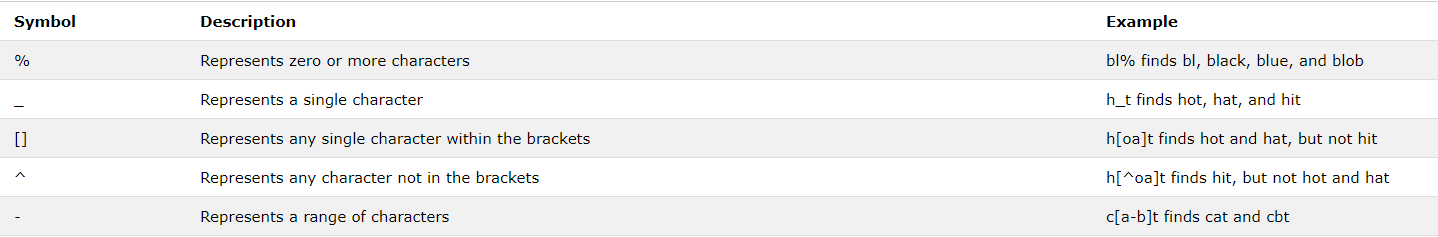 Symbol Description Example
% Represents zero or more characters bl% finds bl, black, blue, and blob
_ Represents a single character h_t finds hot, hat, and hit
[] Represents any single character within the brackets h[oa]t finds hot and hat, but not hit
^ Represents any character not in the brackets h[^oa]t finds hit, but not hot and hat
- Represents a range of characters c[a-b]t finds cat and cbt